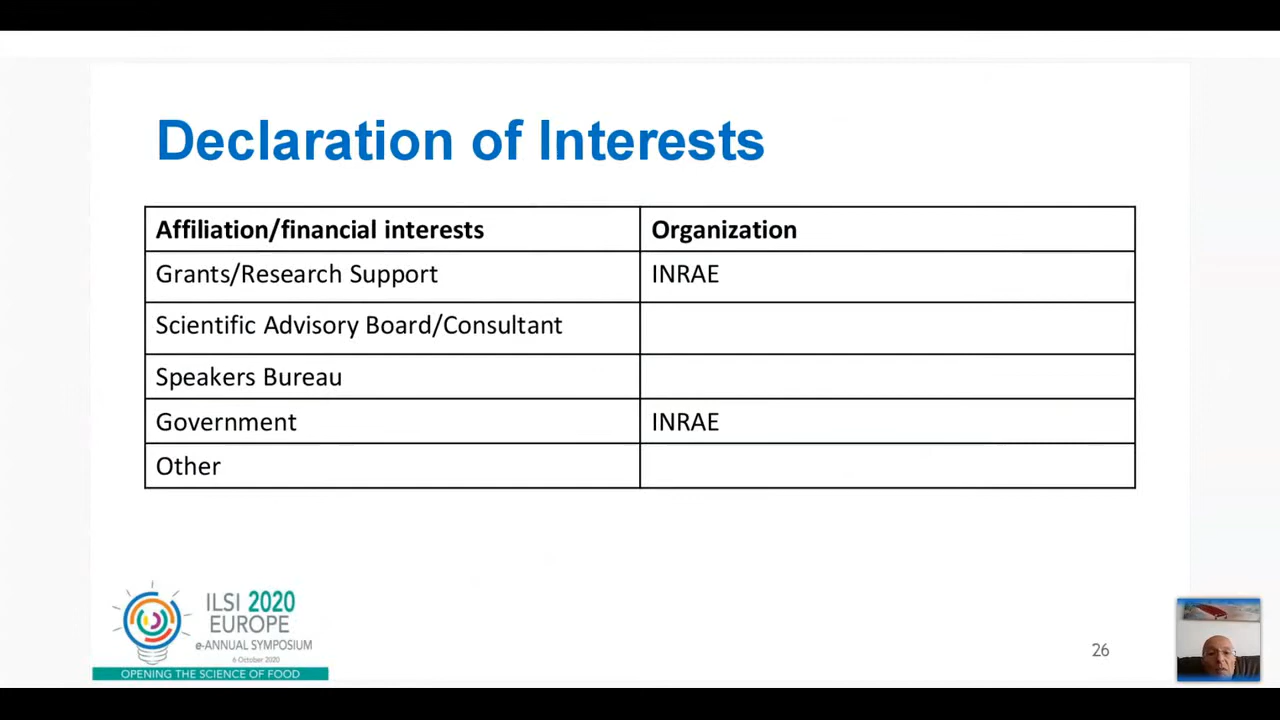 Declaration of Interests
Affiliation/financial interests Organization
Grants/Research Support INRAE
Scientific Advisory Board/Consultant
Speakers Bureau
Government INRAE
Other
ILSI 2020
EUROPE
e-ANNUAL SYMPOSIUM
6 October 2020
OPENING THE SCIENCE OF FOOD
26